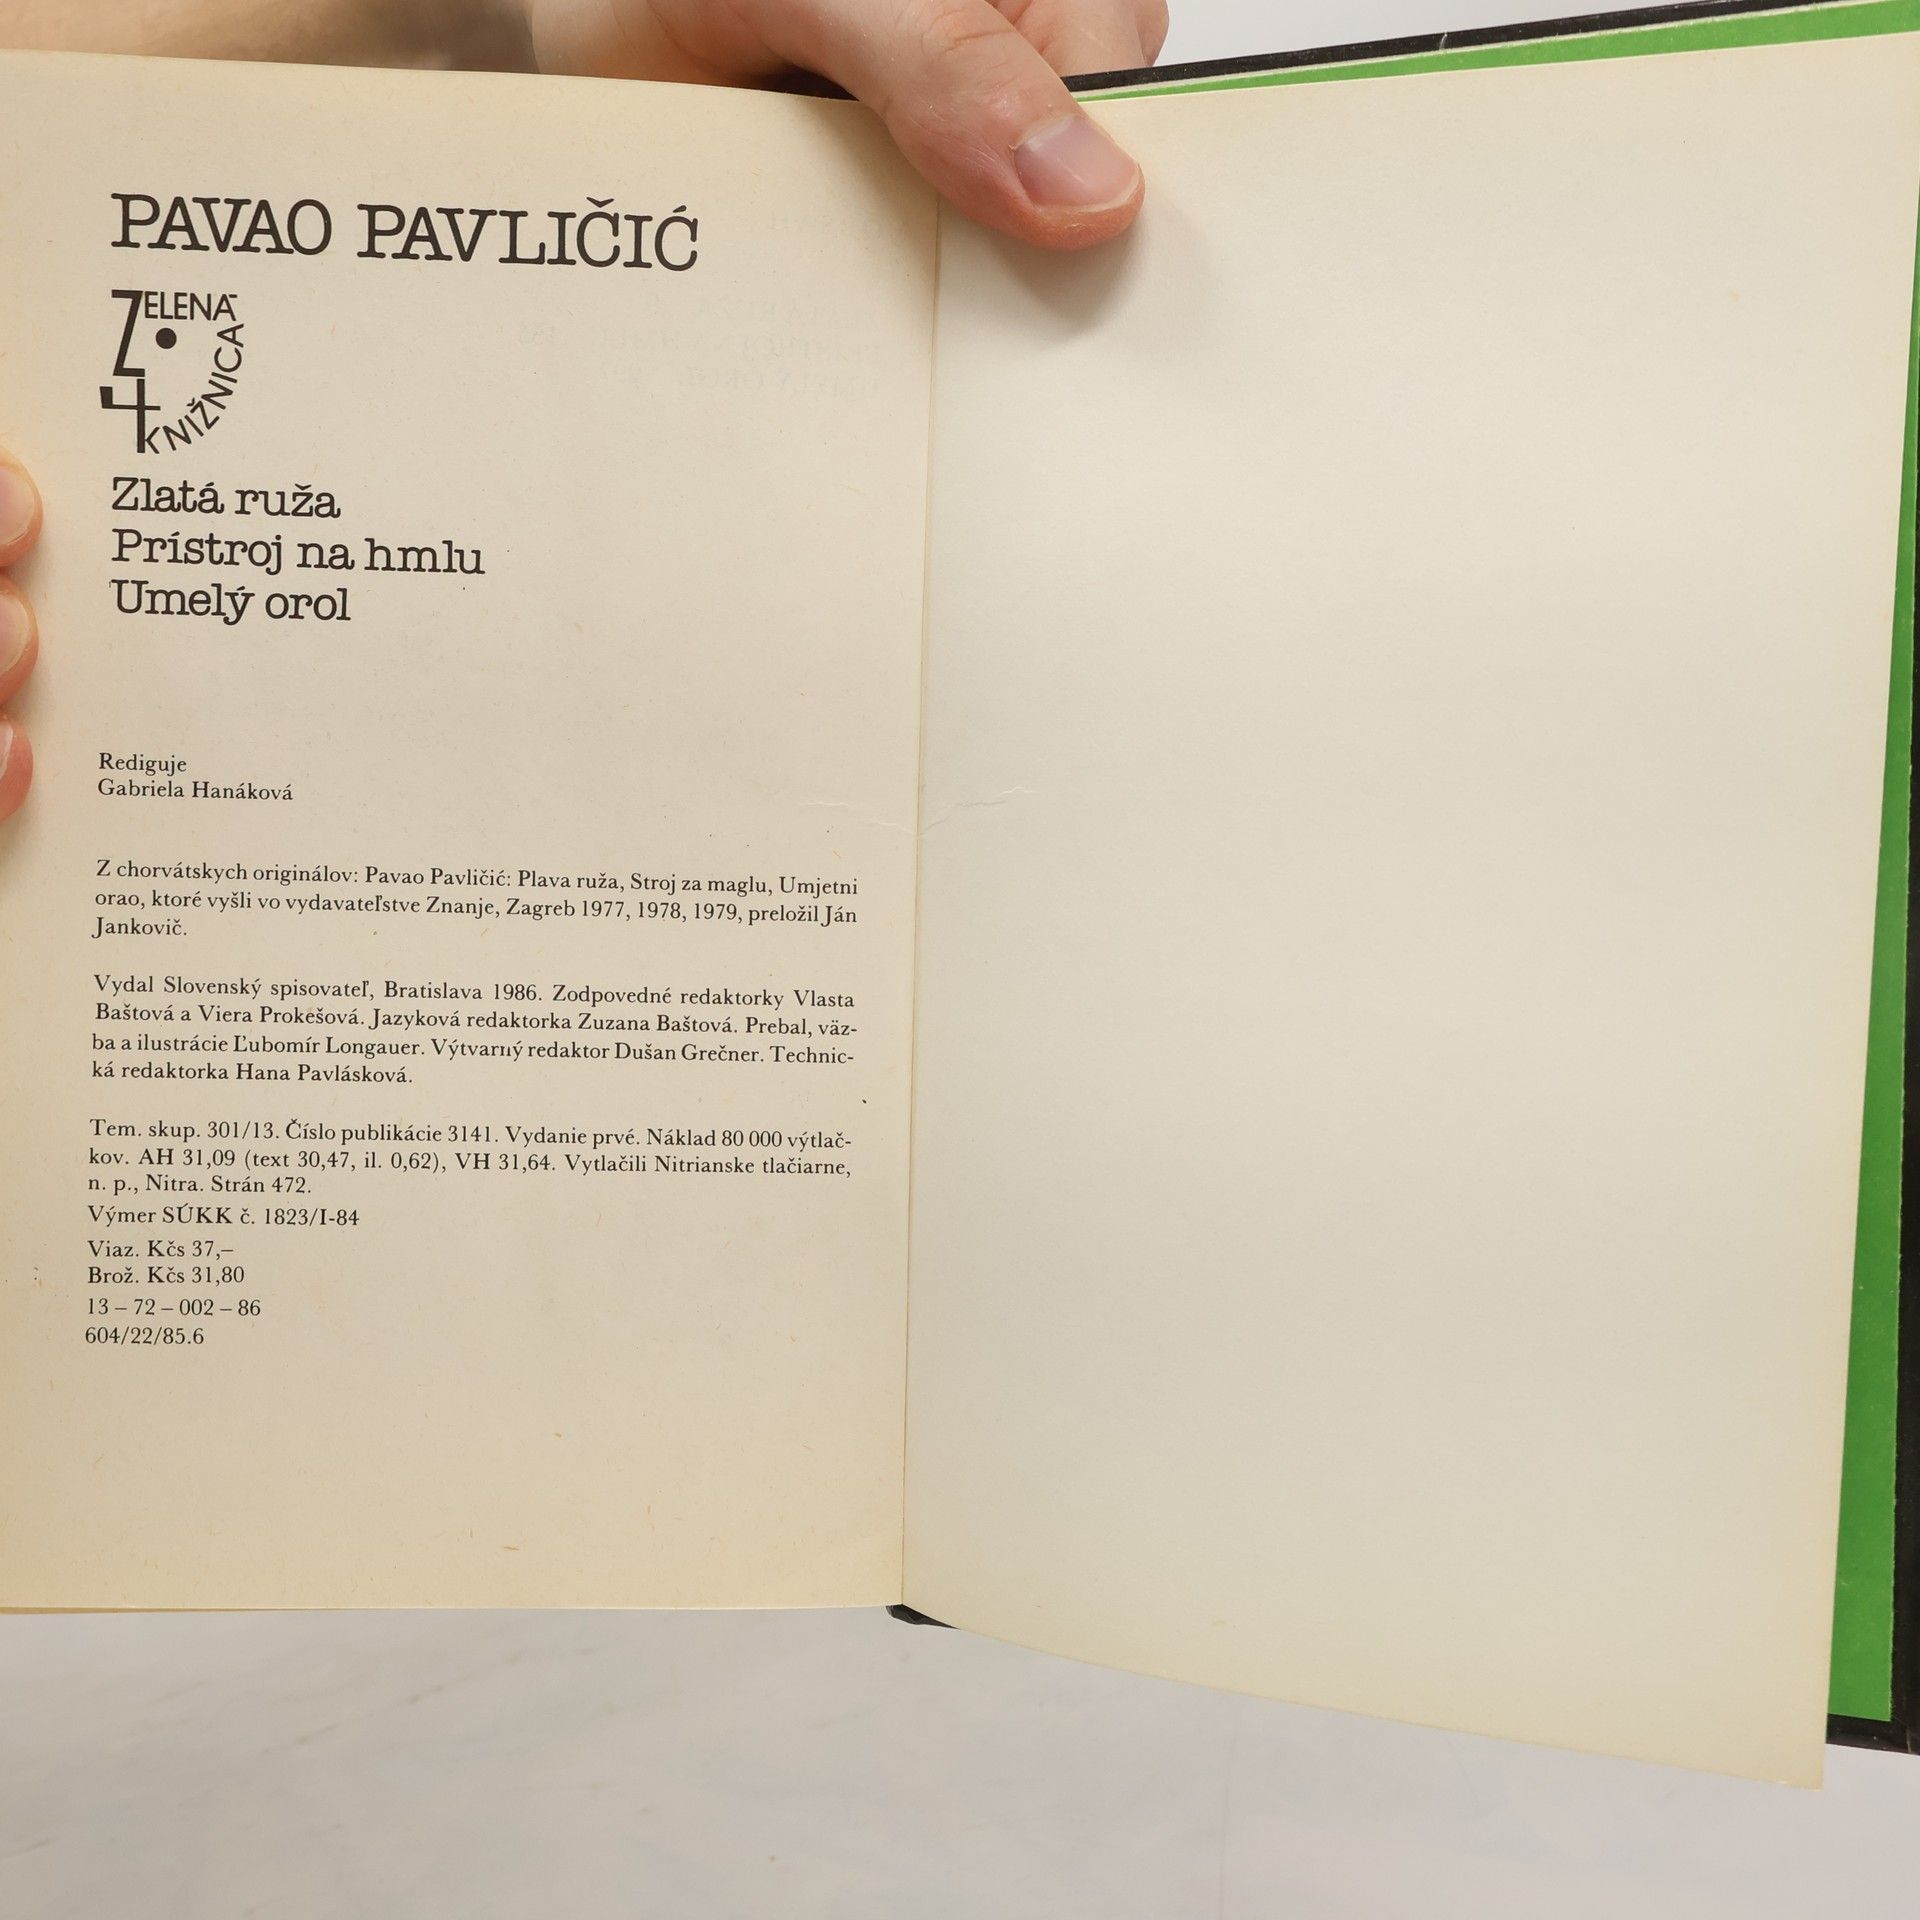 PAVAO PAVLIČIĆ
ZELENÁ
KNIŽNICA
Zlatá ruža
Prístroj na hmlu
Umelý orol
Rediguje
Gabriela Hanáková
Z chorvátskych originálov: Pavao Pavličić: Plava ruža, Stroj za maglu, Umjetni
orao, ktoré vyšli vo vydavateľstve Znanje, Zagreb 1977, 1978, 1979, preložil Ján
Jankovič.
Vydal Slovenský spisovateľ, Bratislava 1986. Zodpovedné redaktorky Vlasta
Baštová a Viera Prokešová. Jazyková redaktorka Zuzana Baštová. Prebal, väz-
ba a ilustrácie Ľubomír Longauer. Výtvarný redaktor Dušan Grečner. Technic-
ká redaktorka Hana Pavlásková.
Tem. skup. 301/13. Číslo publikácie 3141. Vydanie prvé. Náklad 80 000 výtlač-
kov. AH 31,09 (text 30,47, il. 0,62), VH 31,64. Vytlačili Nitrianske tlačiarne,
n. p., Nitra. Strán 472.
Výmer SÚKK č. 1823/I-84
Viaz. Kčs 37,–
Brož. Kčs 31,80
13 – 72 – 002 – 86
604/22/85.6